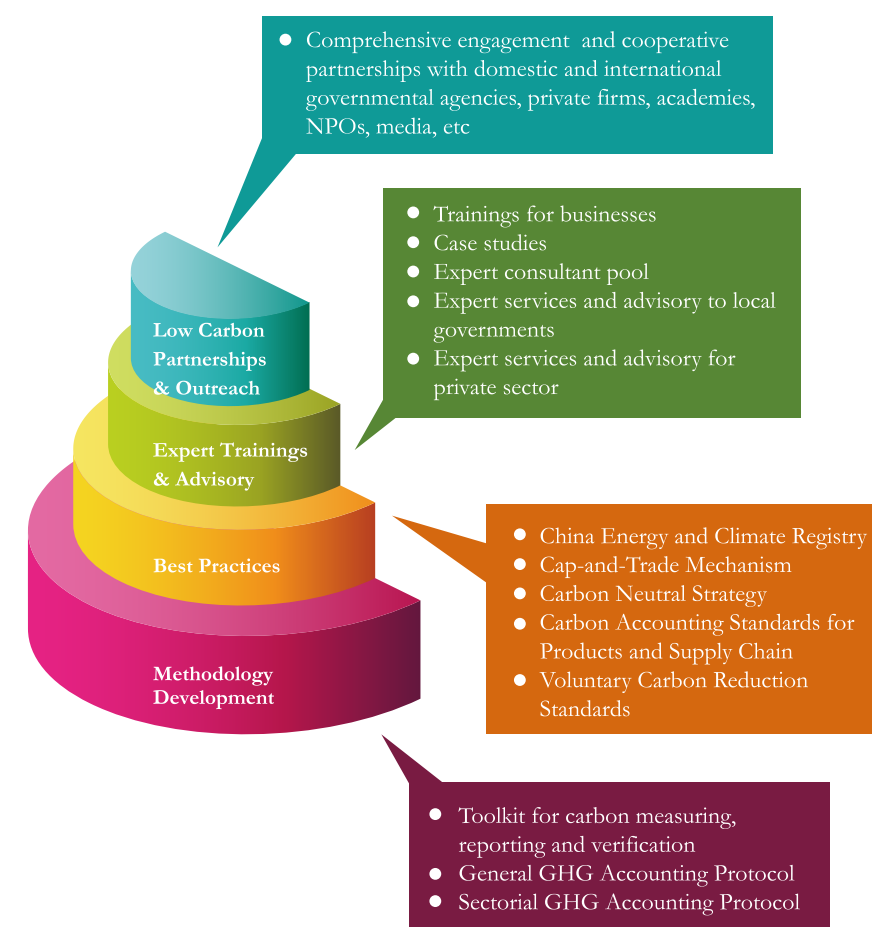 Comprehensive engagement and cooperative
partnerships with domestic and international
governmental agencies, private firms, academies,
NPOs, media, etc
Trainings for businesses
Case studies
Expert consultant pool
Expert services and advisory to local
governments
Expert services and advisory for
private sector
Low Carbon
Partnerships
& Outreach
Expert Trainings
& Advisory
China Energy and Climate Registry
Cap-and-Trade Mechanism
Carbon Neutral Strategy
Carbon Accounting Standards for
Products and Supply Chain
Voluntary Carbon Reduction
Standards
Best Practices
Methodology
Development
Toolkit for carbon measuring,
reporting and verification
General GHG Accounting Protocol
Sectorial GHG Accounting Protocol